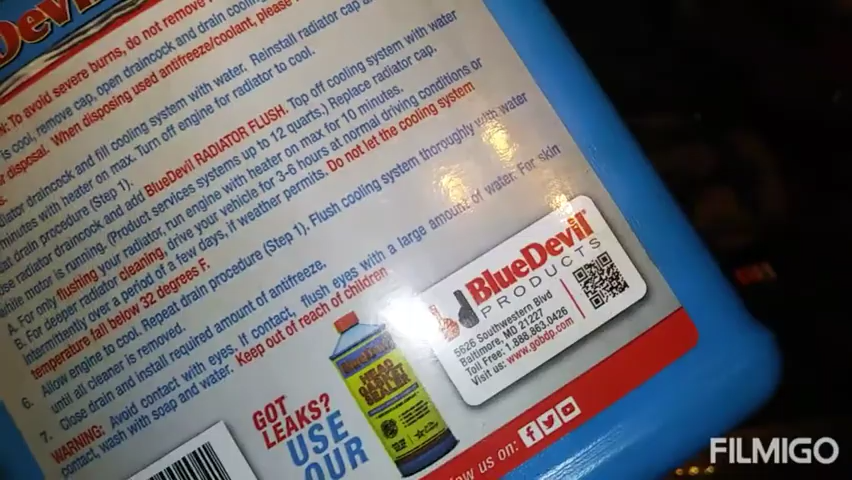 Devil
To avoid severe burns, do not remove
is cool, remove cap, open draincock and drain cooling
disposal. When disposing used antifreeze/coolant, please
draincock and fill cooling system with water. Reinstall radiator cap
minutes with heater on max. Turn off engine for radiator to cool.
drain procedure (Step 1).
radiator draincock and add BlueDevil RADIATOR FLUSH. Top off cooling system with water
while motor is running. (Product services systems up to 12 quarts.) Replace radiator cap.
A. For only flushing your radiator, run engine with heater on max for 10 minutes.
B. For deeper radiator cleaning, drive your vehicle for 3-6 hours at normal driving conditions or
intermittently over a period of a few days, if weather permits. Do not let the cooling system
temperature fall below 32 degrees F.
6. Allow engine to cool. Repeat drain procedure (Step 1). Flush cooling system thoroughly with water
until all cleaner is removed.
7. Close drain and install required amount of antifreeze.
WARNING: Avoid contact with eyes. If contact, flush eyes with a large amount of water. For skin
contact, wash with soap and water. Keep out of reach of children
BlueDevil
PRODUCTS
5626 Southwestern Blvd
Baltimore, MD 21227
Toll Free: 1.888.863.0426
Visit us: www.gobdp.com
GOT
LEAKS?
USE
OUR
HEAD
GASKET
SEALER
us on:
FILMIGO